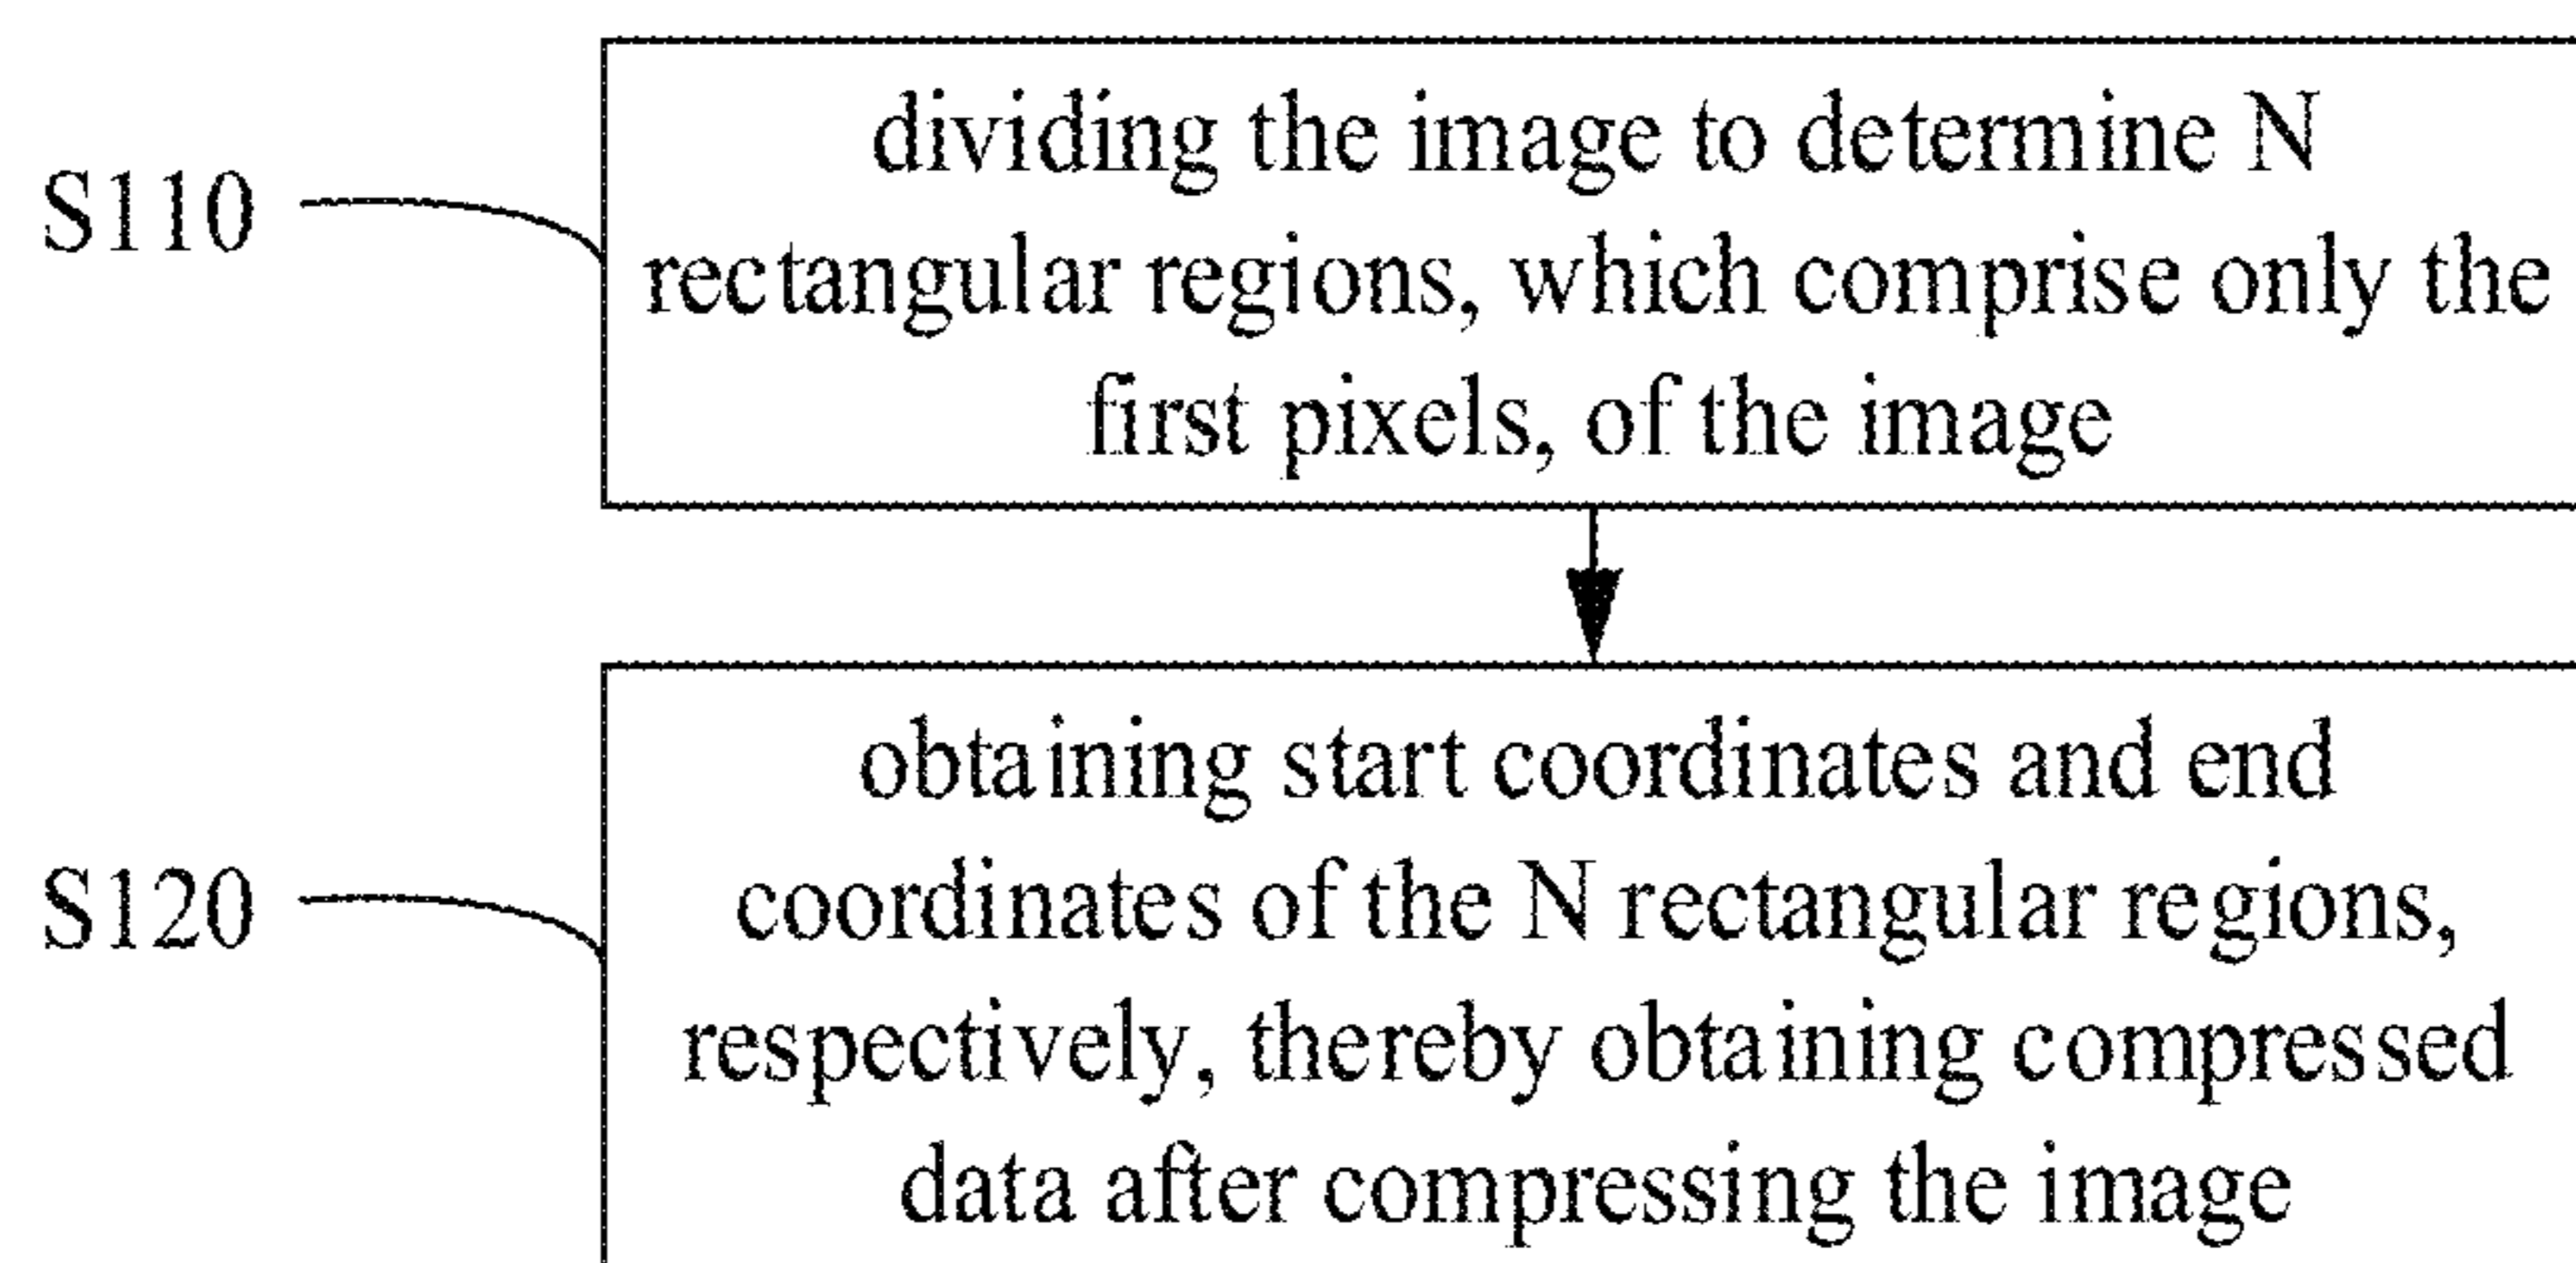 S110
dividing the image to determine N
rectangular regions, which comprise only the
first pixels, of the image
S120
obtaining start coordinates and end
coordinates of the N rectangular regions,
respectively, thereby obtaining compressed
data after compressing the image